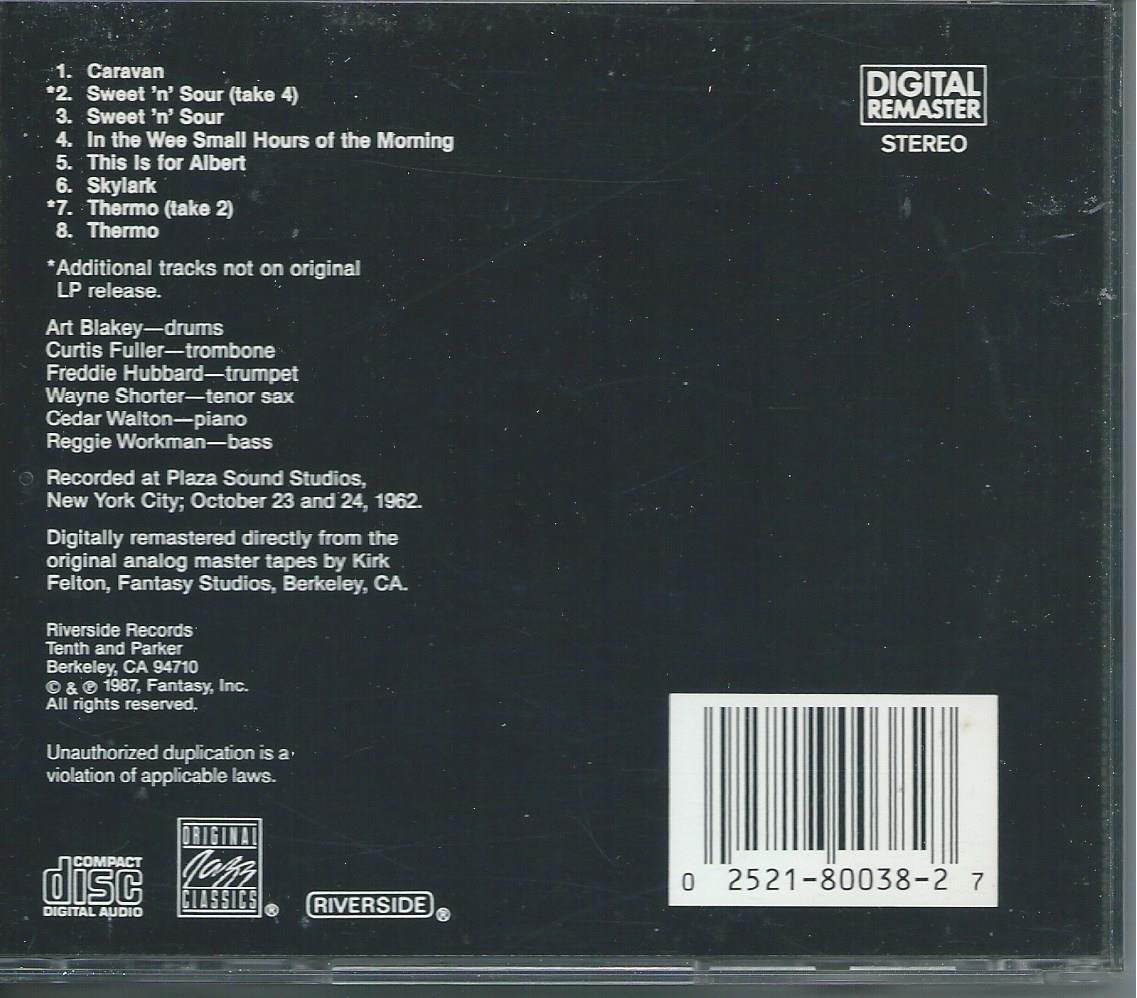 1. Caravan
*2. Sweet 'n' Sour (take 4)
3. Sweet 'n' Sour
4. In the Wee Small Hours of the Morning
5. This Is for Albert
6. Skylark
*7. Thermo (take 2)
8. Thermo
*Additional tracks not on original
LP release.
Art Blakey—drums
Curtis Fuller—trombone
Freddie Hubbard—trumpet
Wayne Shorter—tenor sax
Cedar Walton—piano
Reggie Workman—bass
Recorded at Plaza Sound Studios,
New York City; October 23 and 24, 1962.
Digitally remastered directly from the
original analog master tapes by Kirk
Felton, Fantasy Studios, Berkeley, CA.
Riverside Records
Tenth and Parker
Berkeley, CA 94710
© & ℗ 1987, Fantasy, Inc.
All rights reserved.
Unauthorized duplication is a
violation of applicable laws.
COMPACT
disc
DIGITAL AUDIO
ORIGINAL
Jazz
CLASSICS®
RIVERSIDE®
DIGITAL
REMASTER
STEREO
0 2521-80038-2 7